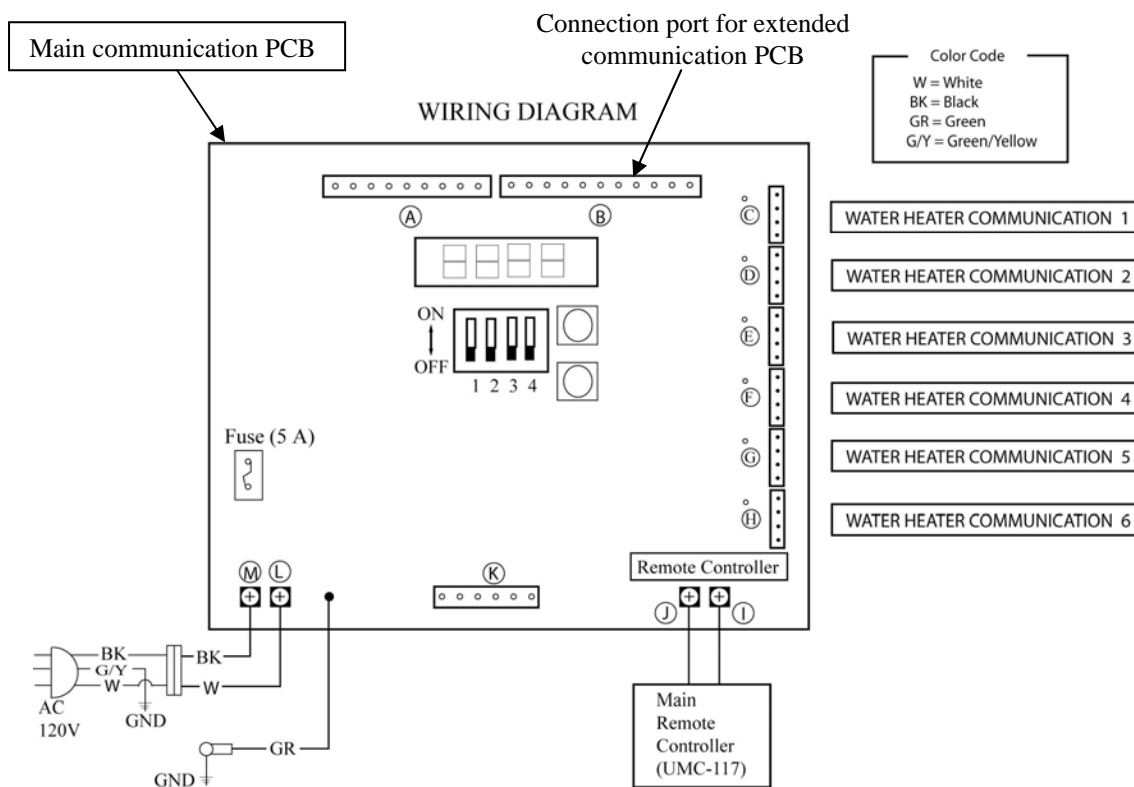 Main communication PCB
Connection port for extended
communication PCB
Color Code
W = White
BK = Black
GR = Green
G/Y = Green/Yellow
WIRING DIAGRAM
A
B
C
WATER HEATER COMMUNICATION 1
D
WATER HEATER COMMUNICATION 2
ON
OFF
1 2 3 4
E
WATER HEATER COMMUNICATION 3
F
WATER HEATER COMMUNICATION 4
Fuse (5 A)
G
WATER HEATER COMMUNICATION 5
H
WATER HEATER COMMUNICATION 6
M
L
K
Remote Controller
J
I
BK
BK
G/Y
W
W
AC
120V
GND
GR
GND
Main
Remote
Controller
(UMC-117)